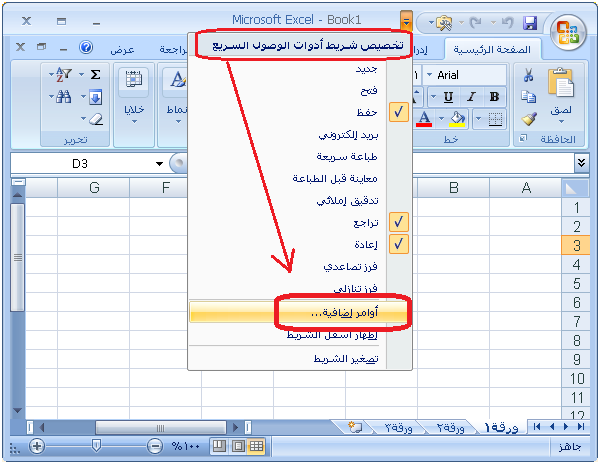 Microsoft Excel - Book1
تخصيص شريط أدوات الوصول السريع
الصفحة الرئيسية
عرض
جديد
فتح
حفظ
بريد إلكتروني
طباعة سريعة
معاينة قبل الطباعة
تدقيق إملائي
تراجع
إعادة
فرز تصاعدي
فرز تنازلي
أوامر إضافية...
إظهار أسفل الشريط
تصغير الشريط
Arial
لصق
الحافظة
خط
خلايا
تحرير
D3
A
B
F
G
1
2
3
4
5
6
7
8
9
10
11
12
ورقة١
ورقة٢
ورقة٣
جاهز
١٠٠%